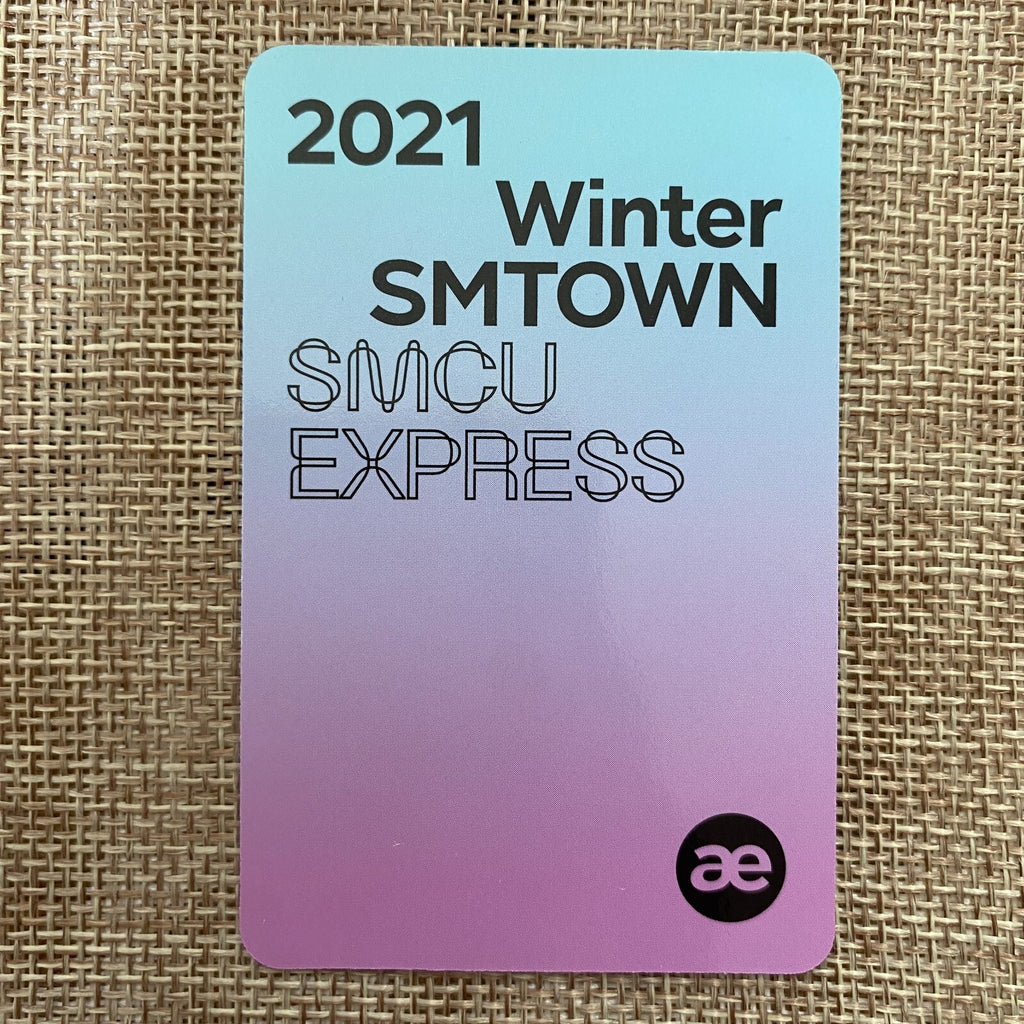 2021
Winter
SMTOWN
SMCU
EXPRESS
æ